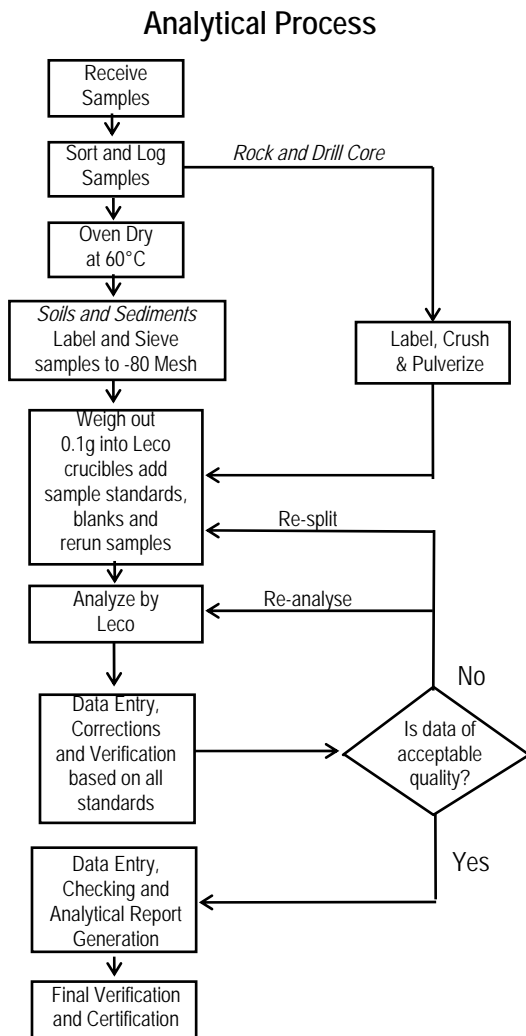 Analytical Process
Receive
Samples
Sort and Log
Samples
Rock and Drill Core
Oven Dry
at 60°C
Soils and Sediments
Label and Sieve
samples to -80 Mesh
Label, Crush
& Pulverize
Weigh out
0.1g into Leco
crucibles add
sample standards,
blanks and
rerun samples
Re-split
Analyze by
Leco
Re-analyse
No
Data Entry,
Corrections
and Verification
based on all
standards
Is data of
acceptable
quality?
Yes
Data Entry,
Checking and
Analytical Report
Generation
Final Verification
and Certification